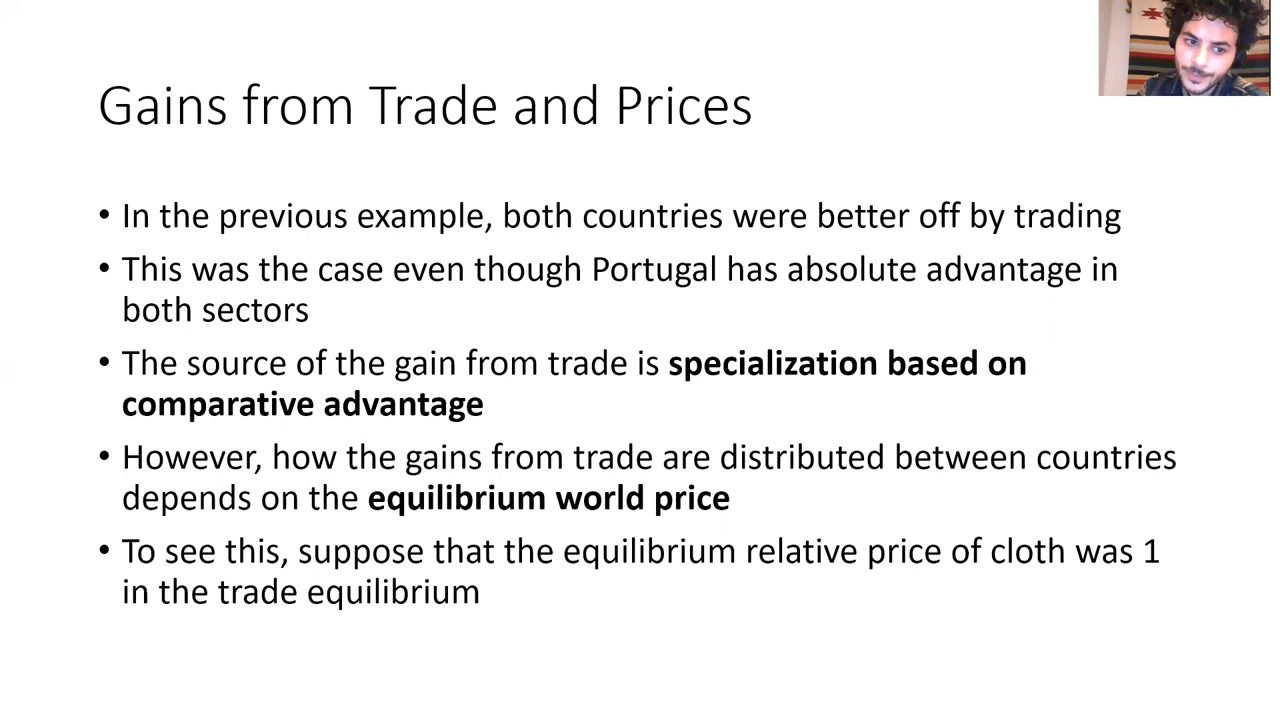 Gains from Trade and Prices
• In the previous example, both countries were better off by trading
• This was the case even though Portugal has absolute advantage in
both sectors
• The source of the gain from trade is specialization based on
comparative advantage
• However, how the gains from trade are distributed between countries
depends on the equilibrium world price
• To see this, suppose that the equilibrium relative price of cloth was 1
in the trade equilibrium